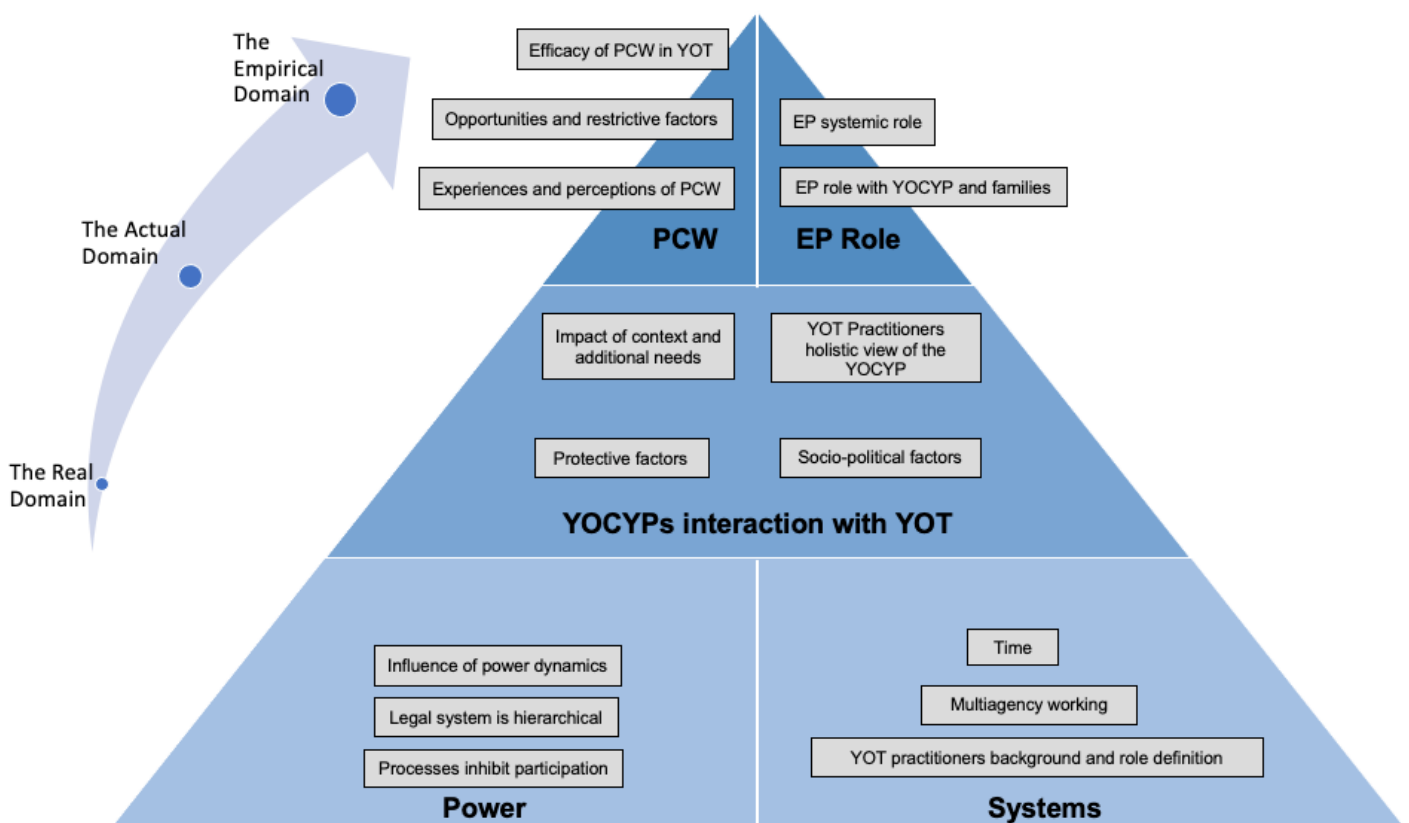 The
Empirical
Domain
The Actual
Domain
The Real
Domain
Efficacy of PCW in YOT
Opportunities and restrictive factors
Experiences and perceptions of PCW
PCW
EP systemic role
EP role with YOCYP and families
EP Role
Impact of context and
additional needs
YOT Practitioners
holistic view of the
YOCYP
Protective factors
Socio-political factors
YOCYPs interaction with YOT
Influence of power dynamics
Legal system is hierarchical
Processes inhibit participation
Power
Time
Multiagency working
YOT practitioners background and role definition
Systems